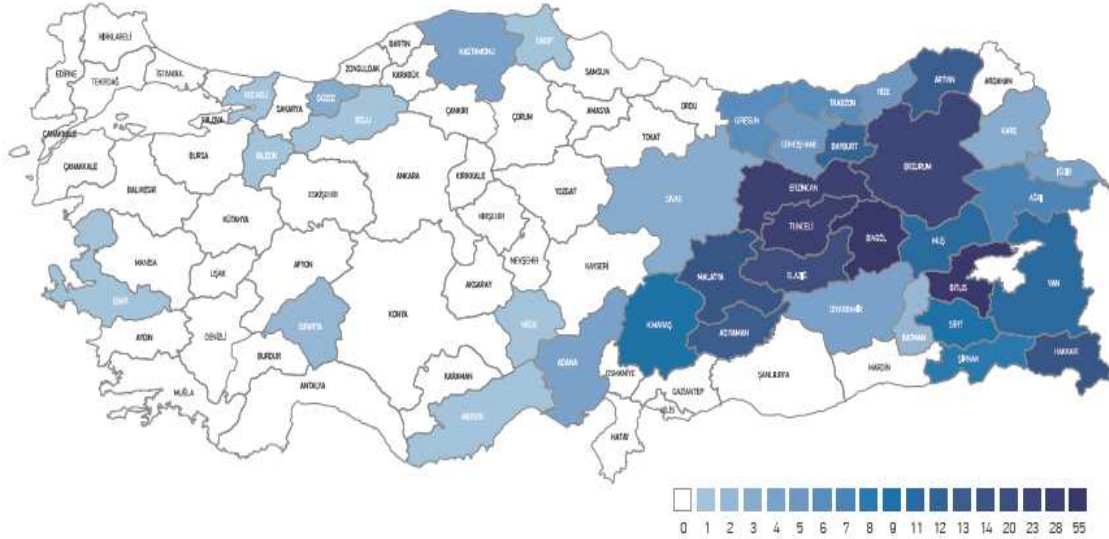 KIRKLARELİ
EDİRNE
TEKİRDAĞ
İSTANBUL
KOCAELİ
YALOVA
SAKARYA
DÜZCE
BOLU
ZONGULDAK
BARTIN
KARABÜK
KASTAMONU
SİNOP
ÇANKIRI
ÇORUM
SAMSUN
AMASYA
ORDU
TOKAT
GİRESUN
TRABZON
RİZE
ARTVİN
ARDAHAN
GÜMÜŞHANE
BAYBURT
ERZURUM
KARS
IĞDIR
AĞRI
ÇANAKKALE
ÇANAKKALE
BALIKESİR
BURSA
BİLECİK
ESKİŞEHİR
ANKARA
KIRIKKALE
YOZGAT
SİVAS
ERZİNCAN
TUNCELİ
BİNGÖL
MUŞ
KÜTAHYA
KIRŞEHİR
MANİSA
UŞAK
AFYON
NEVŞEHİR
KAYSERİ
MALATYA
ELAZIĞ
BİTLİS
VAN
İZMİR
AKSARAY
DİYARBAKIR
BATMAN
SİİRT
AYDIN
DENİZLİ
ISPARTA
KONYA
NİĞDE
K.MARAŞ
ADIYAMAN
ŞIRNAK
HAKKARİ
BURDUR
ADANA
MUĞLA
ANTALYA
KARAMAN
OSMANİYE
GAZİANTEP
ŞANLIURFA
MARDİN
MERSİN
KİLİS
HATAY
0 1 2 3 4 5 6 7 8 9 11 12 13 14 20 23 28 55